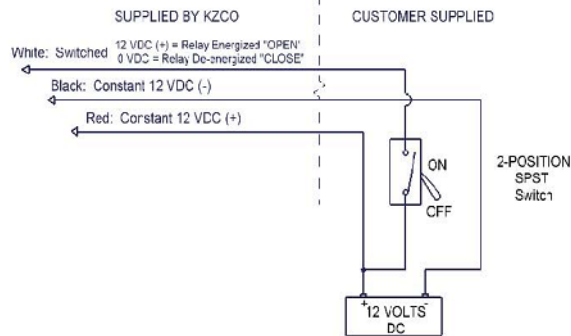 SUPPLIED BY KZCO
CUSTOMER SUPPLIED
White: Switched
12 VDC (+) = Relay Energized "OPEN"
0 VDC = Relay De-energized "CLOSE"
Black: Constant 12 VDC (-)
Red: Constant 12 VDC (+)
ON
OFF
2-POSITION
SPST
Switch
+ -
12 VOLTS
DC